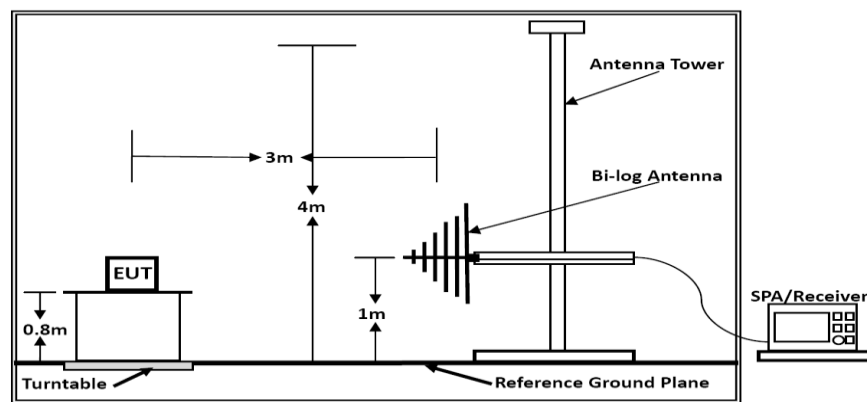 Antenna Tower
3m
Bi-log Antenna
4m
EUT
SPA/Receiver
0.8m
1m
Turntable
Reference Ground Plane